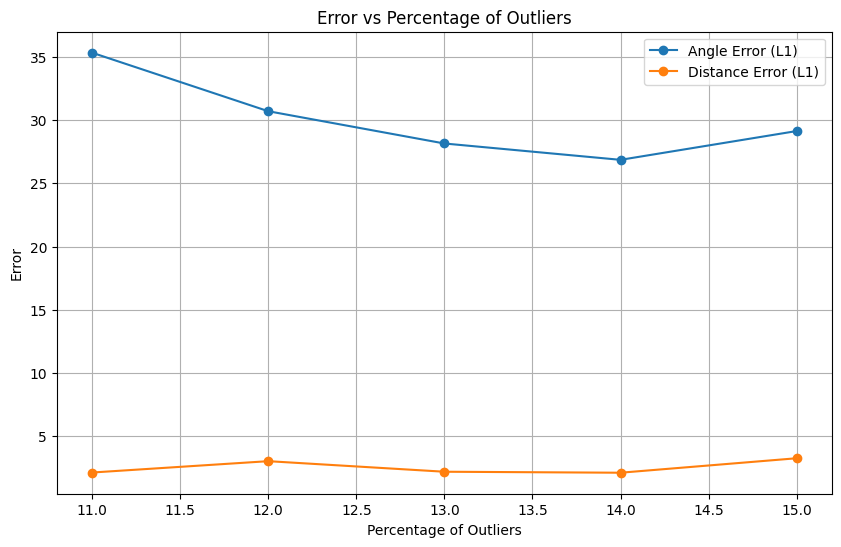 Error vs Percentage of Outliers
Angle Error (L1)
Distance Error (L1)
Error
35
30
25
20
15
10
5
11.0 11.5 12.0 12.5 13.0 13.5 14.0 14.5 15.0
Percentage of Outliers